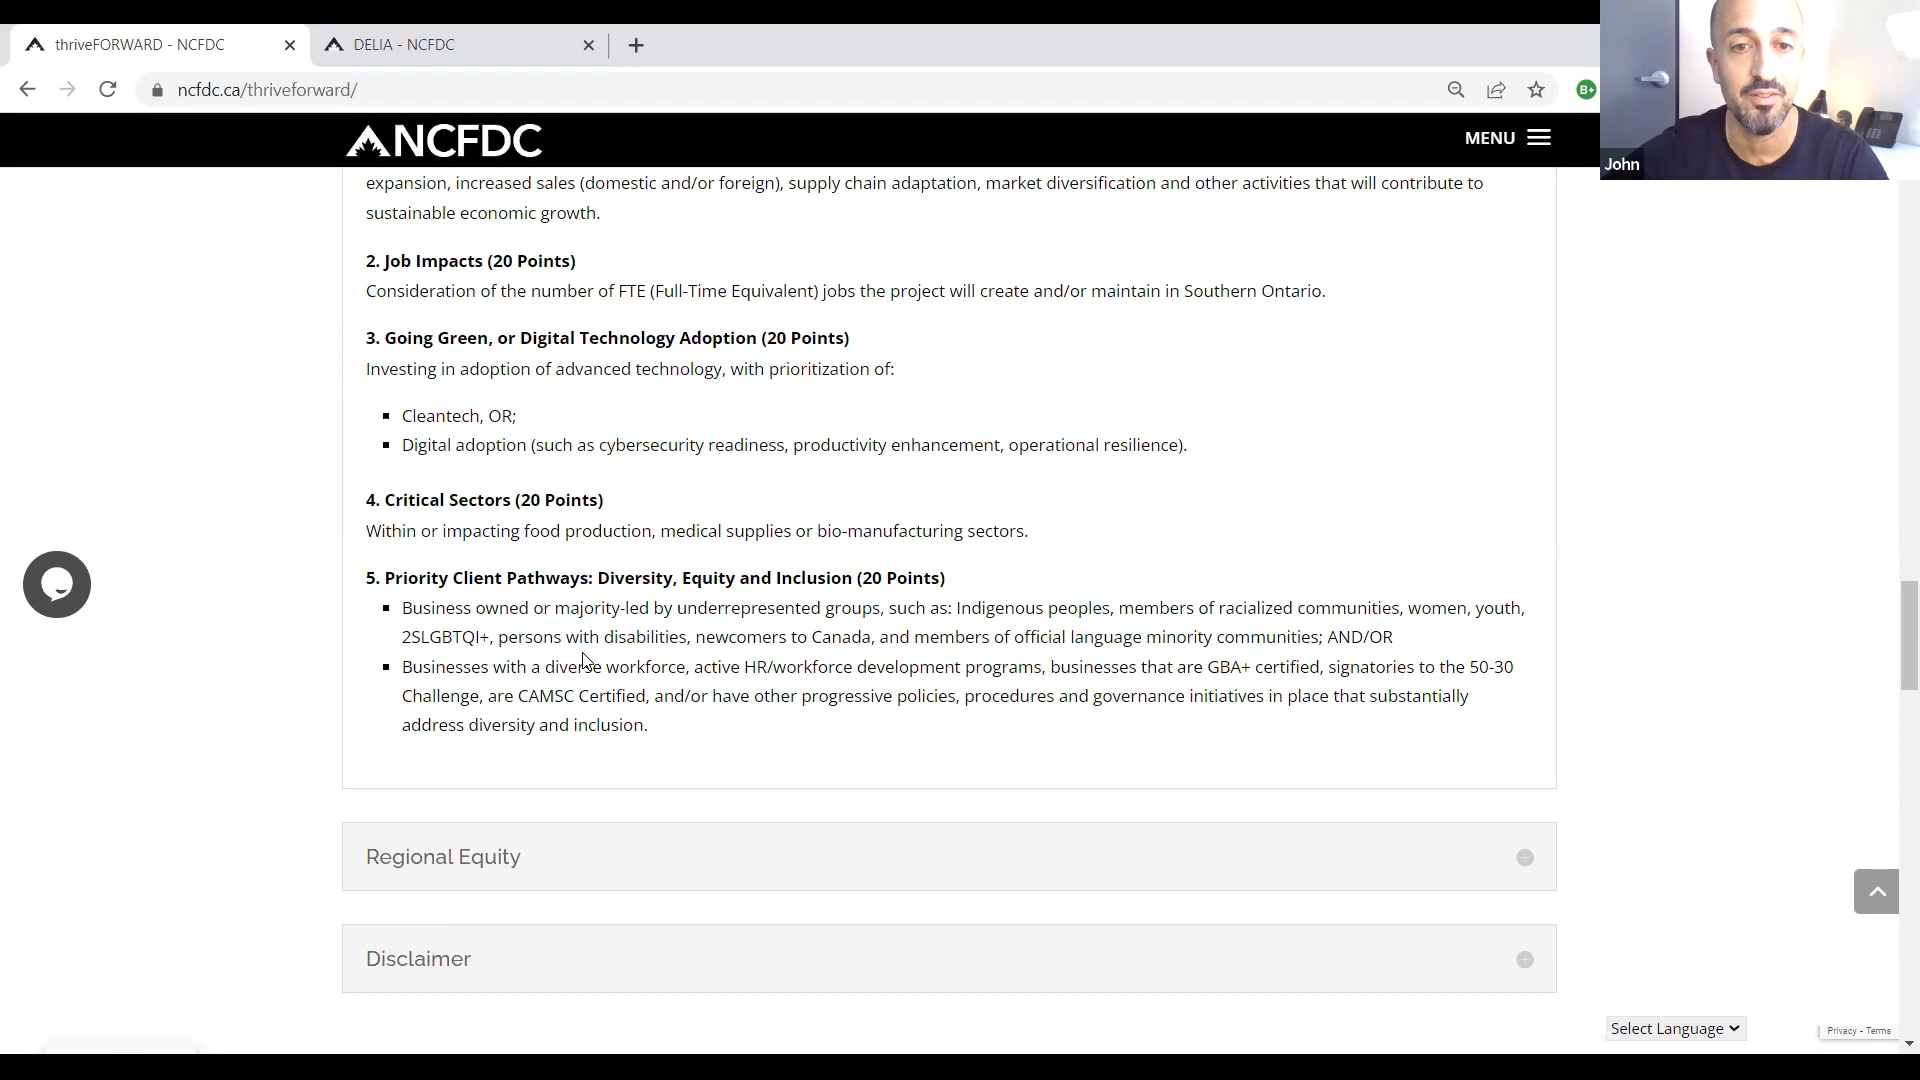 thriveFORWARD - NCFDC
DELIA - NCFDC
ncfdc.ca/thriveforward/
B+
John
NCFDC
MENU
expansion, increased sales (domestic and/or foreign), supply chain adaptation, market diversification and other activities that will contribute to
sustainable economic growth.
2. Job Impacts (20 Points)
Consideration of the number of FTE (Full-Time Equivalent) jobs the project will create and/or maintain in Southern Ontario.
3. Going Green, or Digital Technology Adoption (20 Points)
Investing in adoption of advanced technology, with prioritization of:
Cleantech, OR;
Digital adoption (such as cybersecurity readiness, productivity enhancement, operational resilience).
4. Critical Sectors (20 Points)
Within or impacting food production, medical supplies or bio-manufacturing sectors.
5. Priority Client Pathways: Diversity, Equity and Inclusion (20 Points)
Business owned or majority-led by underrepresented groups, such as: Indigenous peoples, members of racialized communities, women, youth,
2SLGBTQI+, persons with disabilities, newcomers to Canada, and members of official language minority communities; AND/OR
Businesses with a diverse workforce, active HR/workforce development programs, businesses that are GBA+ certified, signatories to the 50-30
Challenge, are CAMSC Certified, and/or have other progressive policies, procedures and governance initiatives in place that substantially
address diversity and inclusion.
Regional Equity
Disclaimer
Select Language
Privacy - Terms